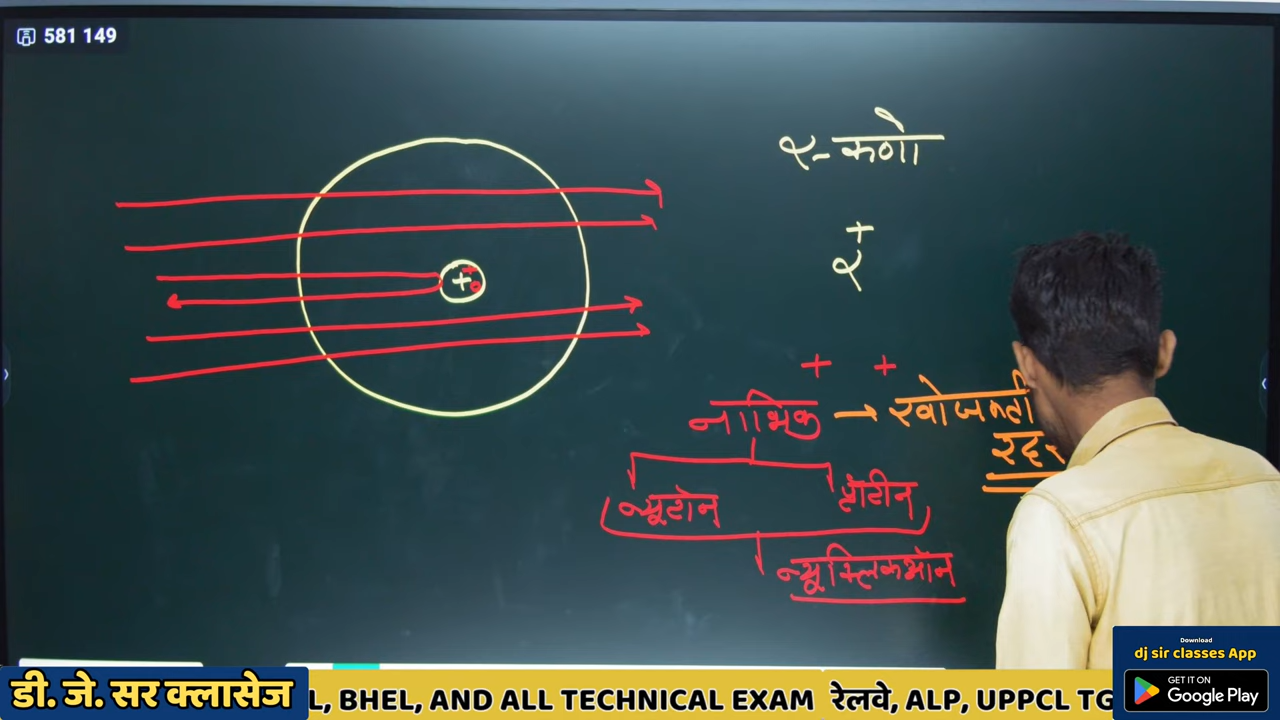 581 149
α-कणो
+
α
+ +
नाभिक → खोजकर्ता
न्यूट्रॉन प्रोटीन
न्यूक्लिकऑन
+
+
डी. जे. सर क्लासेज
L, BHEL, AND ALL TECHNICAL EXAM रेलवे, ALP, UPPCL TG
Download
dj sir classes App
GET IT ON
Google Play